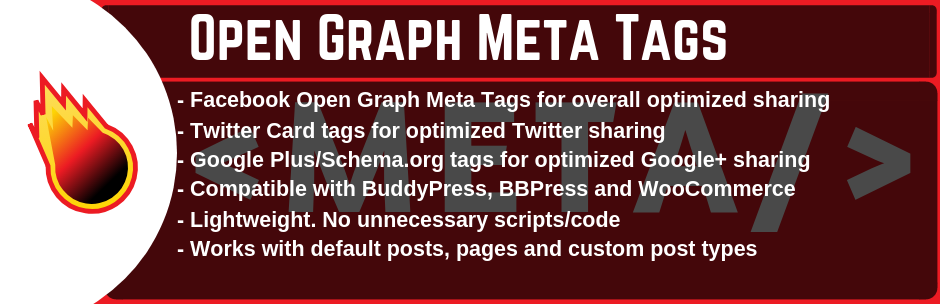 Open Graph Meta Tags
- Facebook Open Graph Meta Tags for overall optimized sharing
- Twitter Card tags for optimized Twitter sharing
- Google Plus/Schema.org tags for optimized Google+ sharing
- Compatible with BuddyPress, BBPress and WooCommerce
- Lightweight. No unnecessary scripts/code
- Works with default posts, pages and custom post types
<META/>